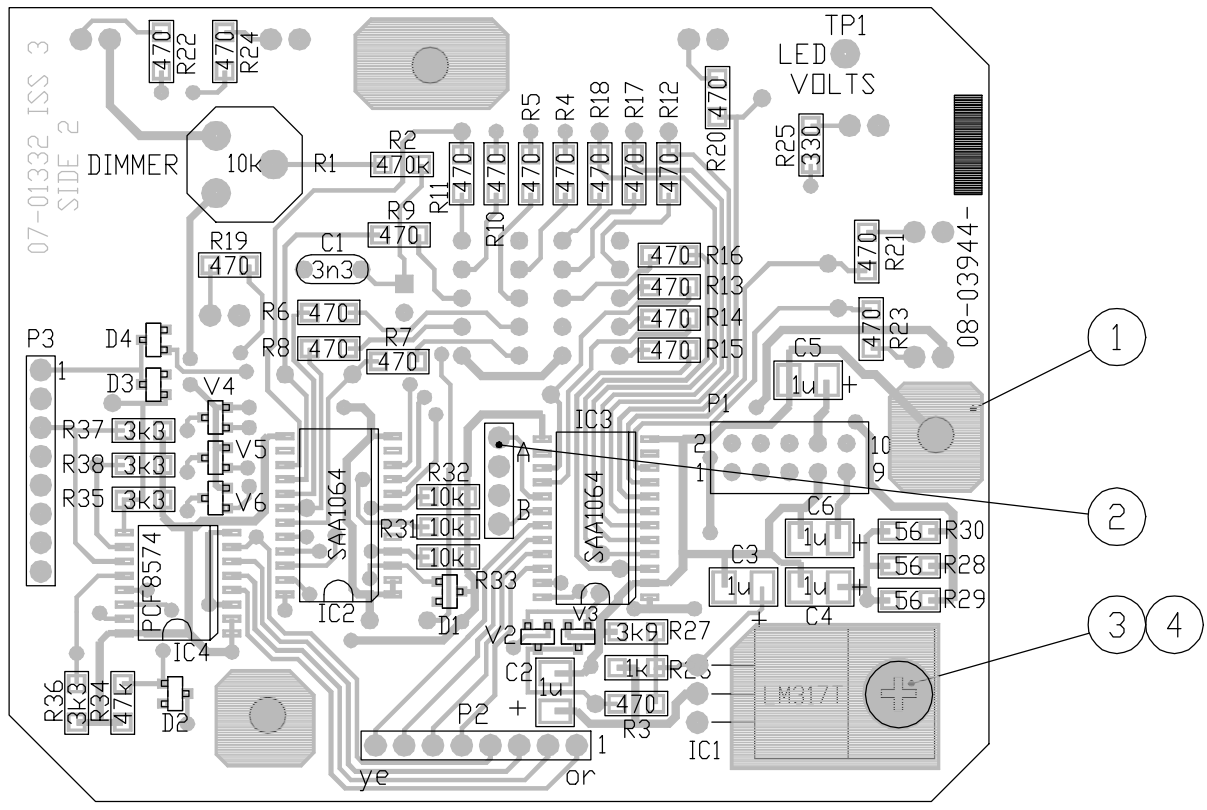 07-01332 ISS 3
SIDE 2
470
R22
470
R24
TP1
LED
VOLTS
DIMMER
10k
R1
R2
470k
R11
470
R10
470
R5
470
R4
470
R18
470
R17
470
R12
470
R20
470
R25
330
R9
470
R19
470
C1
3n3
R6
470
R8
470
R7
470
470
R16
470
R13
470
R14
470
R15
470
R21
470
R23
08-03944-
P3
1
D4
D3
V4
V5
V6
R37
3k3
R38
3k3
R35
3k3
PCF8574
IC4
SAA1064
IC2
R32
10k
R31
10k
10k
R33
D1
A
B
IC3
SAA1064
V3
V2
C5
1u
+
P1
2
10
1
9
C6
1u
+
C3
1u
+
1u
+
C4
56
R30
56
R28
56
R29
3k9
R27
1k
R26
470
R3
C2
1u
+
LM317T
IC1
R36
3k3
R34
47k
D2
P2
1
ye
or
1
2
3
4